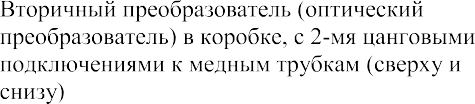 Вторичный преобразователь (оптический
преобразователь) в коробке, с 2-мя цанговыми
подключениями к медным трубкам (сверху и
снизу)